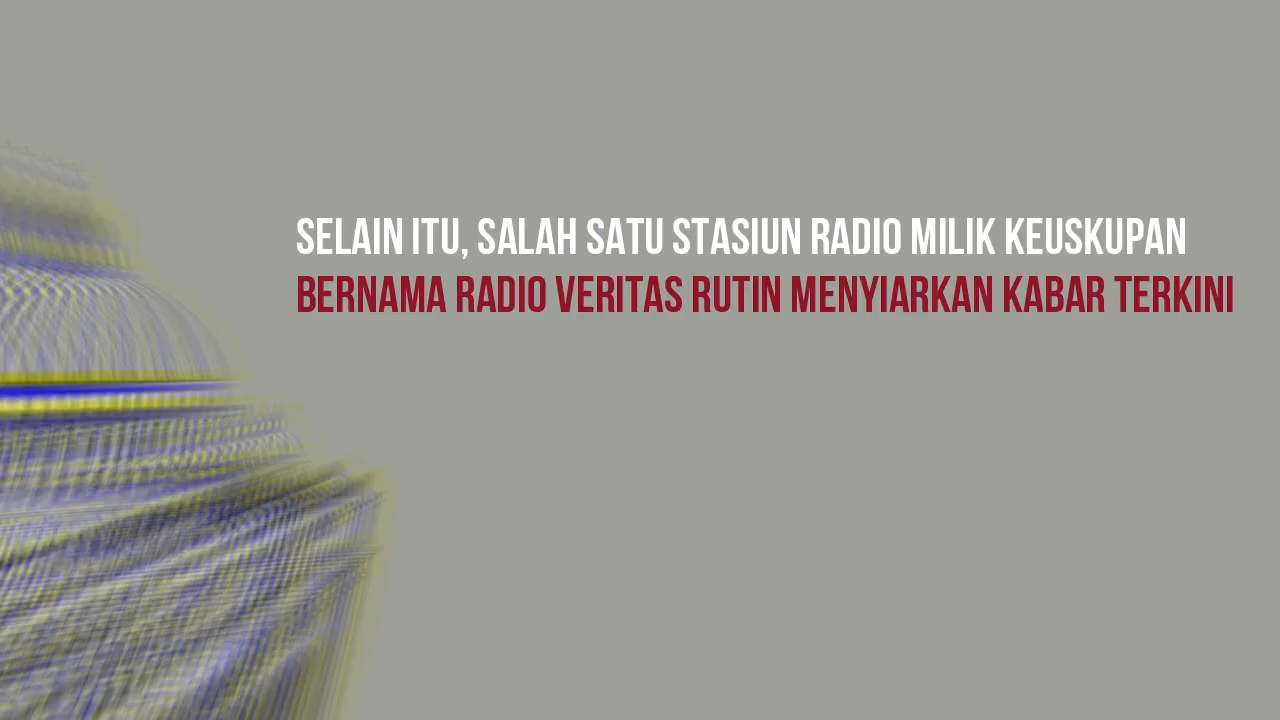 SELAIN ITU, SALAH SATU STASIUN RADIO MILIK KEUSKUPAN
BERNAMA RADIO VERITAS RUTIN MENYIARKAN KABAR TERKINI